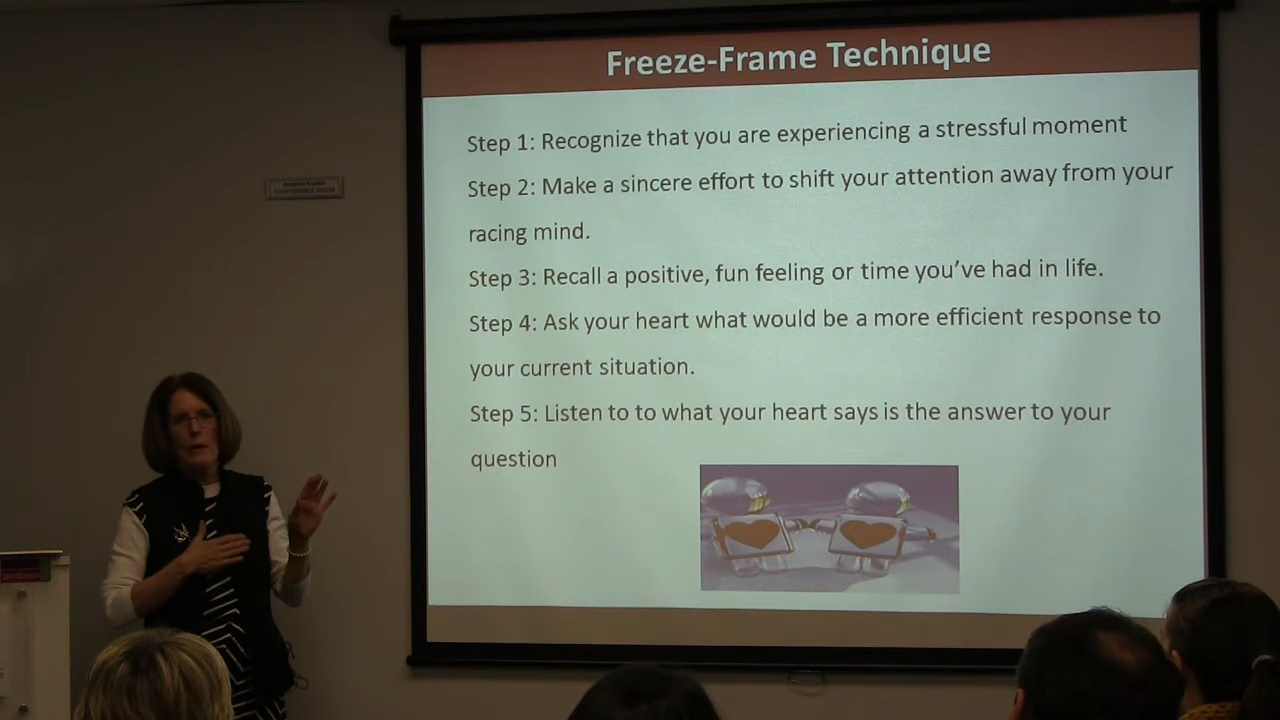 Freeze-Frame Technique
Step 1: Recognize that you are experiencing a stressful moment
Step 2: Make a sincere effort to shift your attention away from your
racing mind.
Step 3: Recall a positive, fun feeling or time you've had in life.
Step 4: Ask your heart what would be a more efficient response to
your current situation.
Step 5: Listen to to what your heart says is the answer to your
question